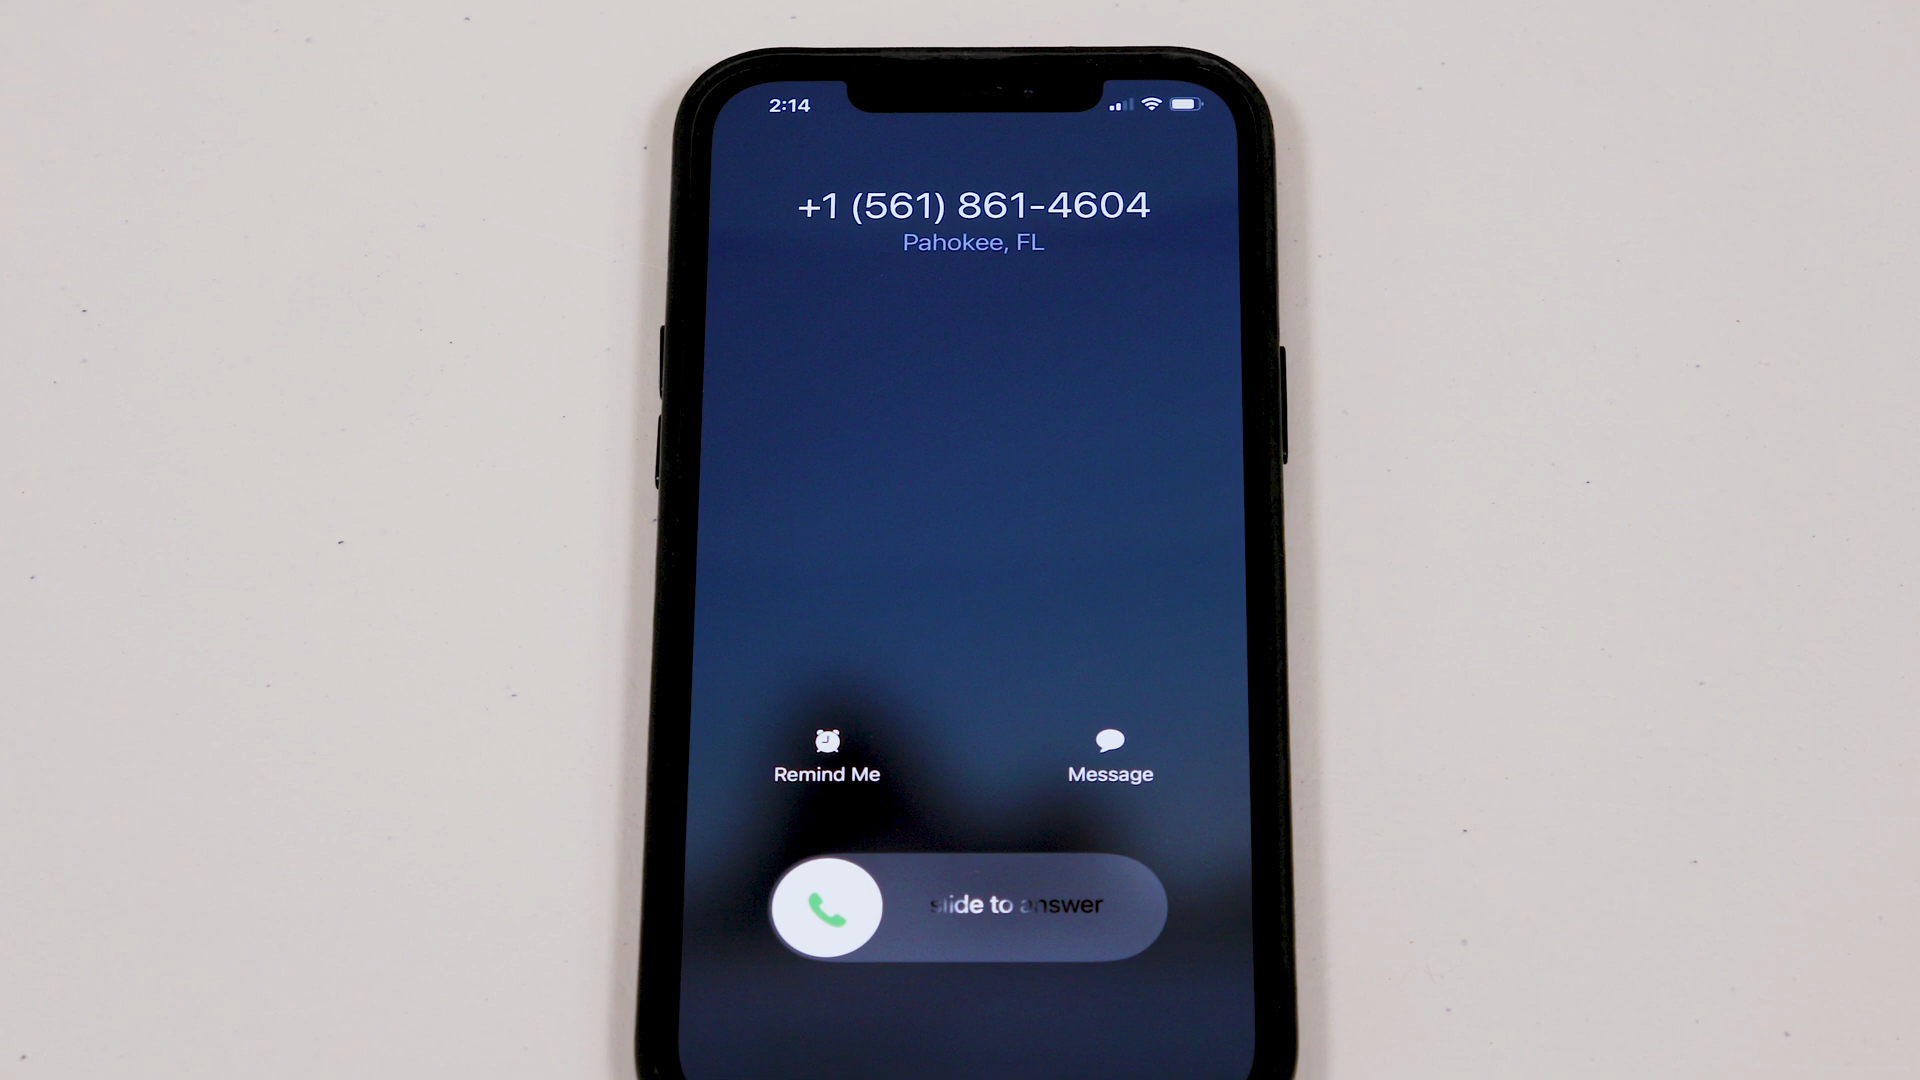 2:14
+1 (561) 861-4604
Pahokee, FL
Remind Me
Message
slide to answer